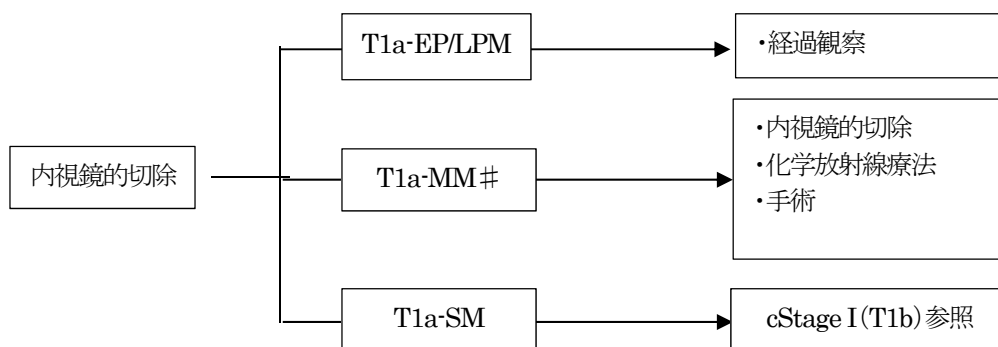 T1a-EP/LPM
・経過観察
内視鏡的切除
T1a-MM＃
・内視鏡的切除
・化学放射線療法
・手術
T1a-SM
cStage I(T1b)参照